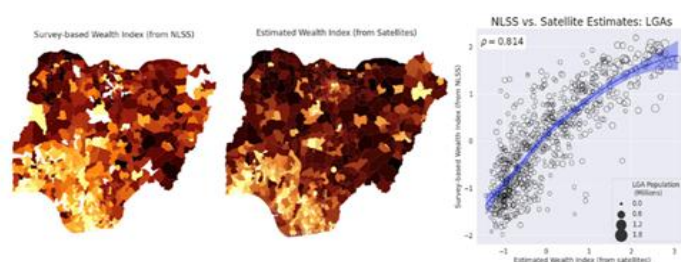 Survey-based Wealth Index (from NLSS)
Estimated Wealth Index (from Satellites)
NLSS vs. Satellite Estimates: LGAs
ρ = 0.814
Survey-based Wealth Index (from NLSS)
2
1
0
−1
−2
LGA Population
(Millions)
0.0
0.6
1.2
1.8
−1
0
1
2
3
Estimated Wealth Index (from satellites)